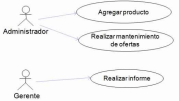 Agregar producto
Administrador
Realizar mantenimiento
de ofertas
Realizar informe
Gerente